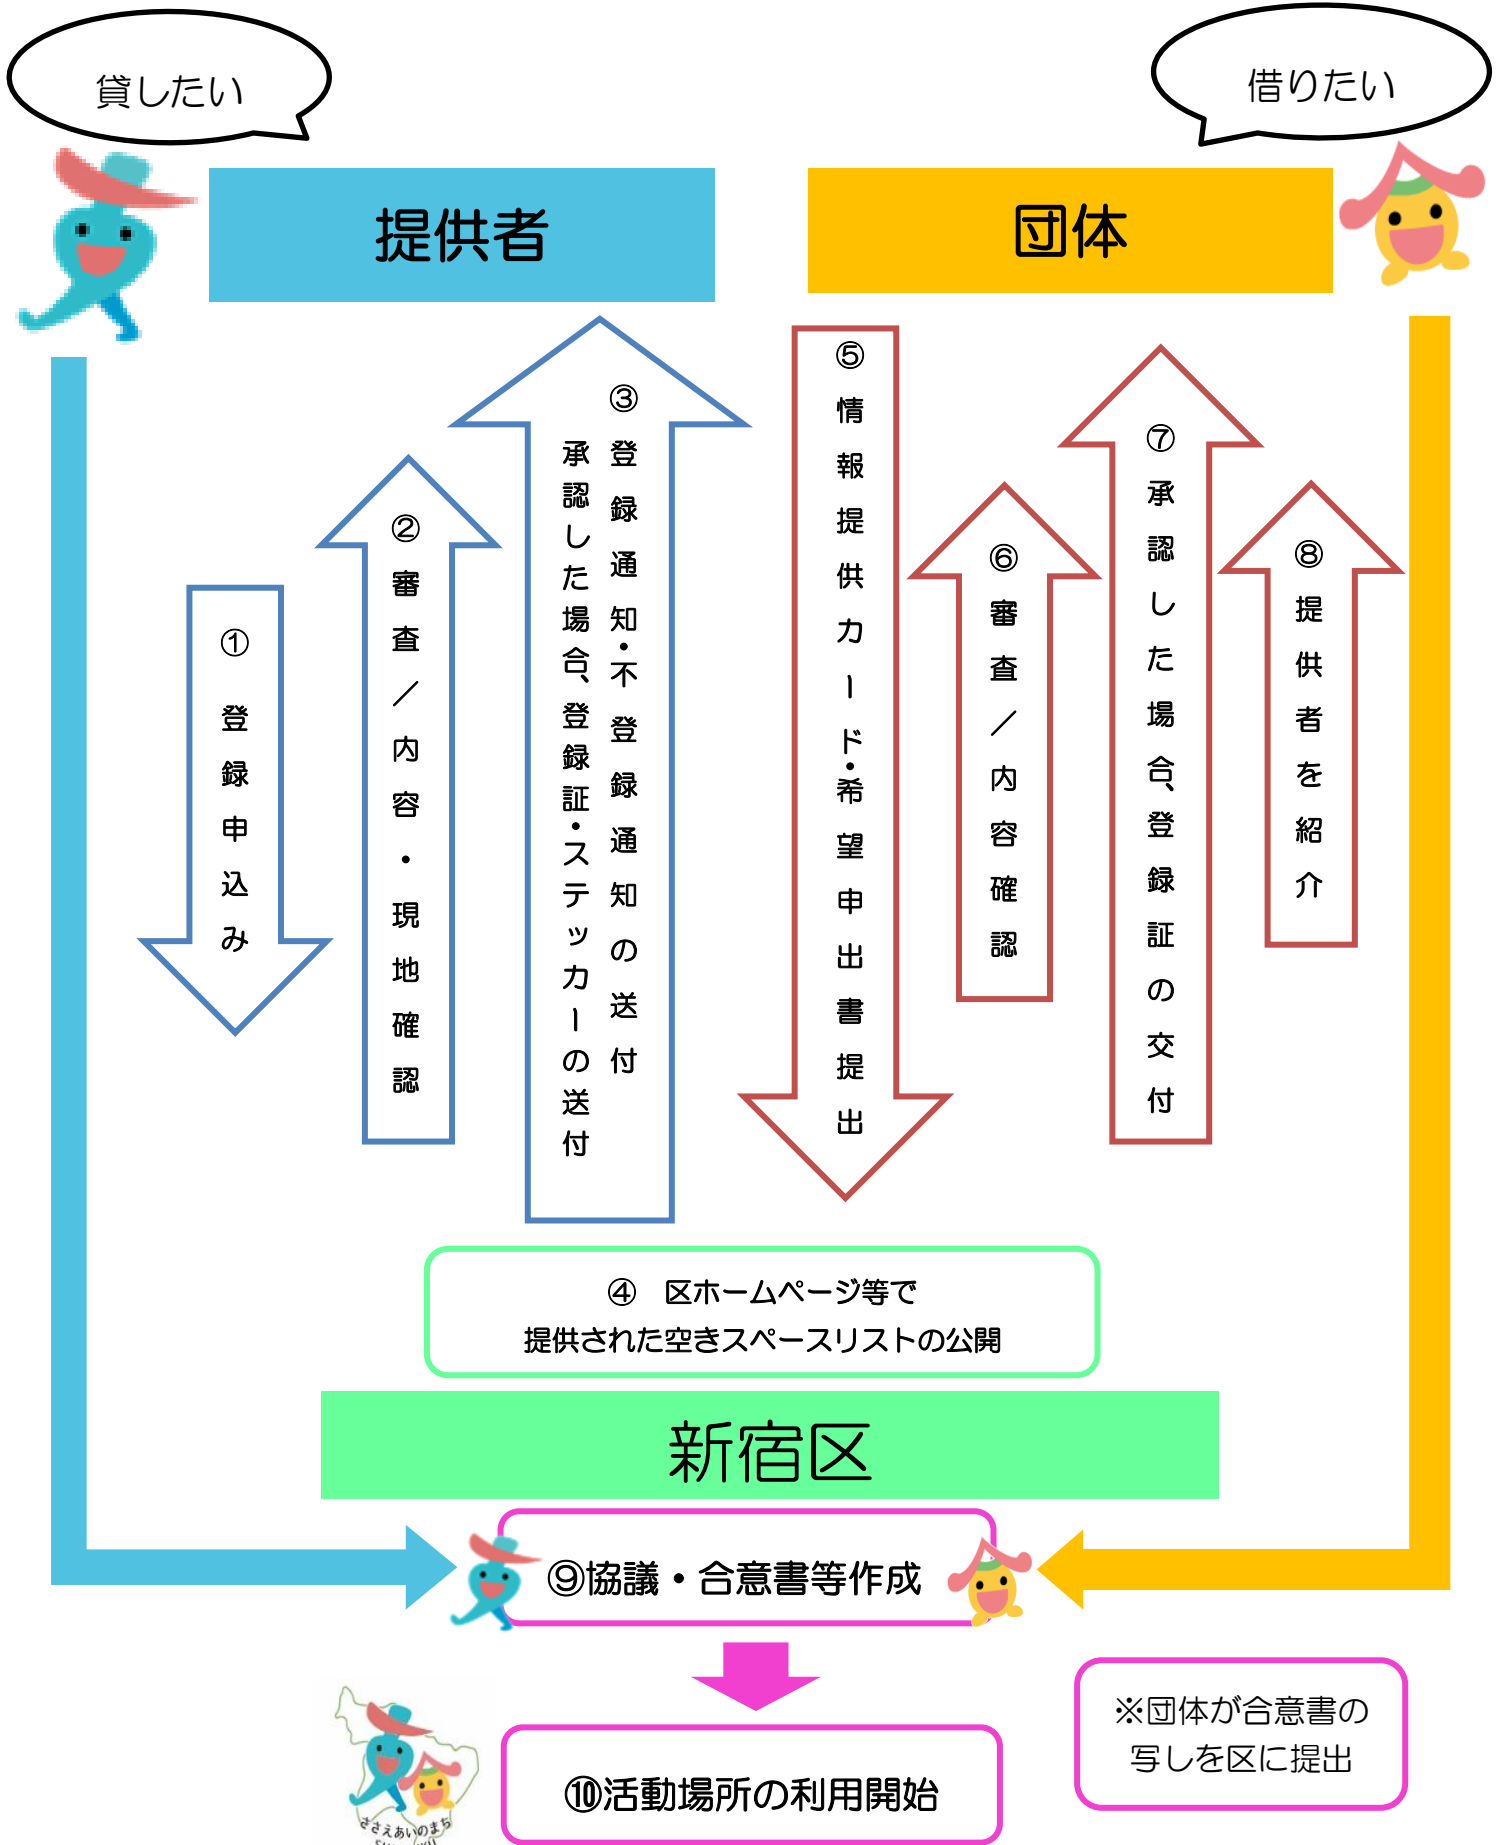 貸したい
借りたい
提供者
団体
① 登録申込み
②審査／内容・現地確認
③登録通知・不登録通知の送付
承認した場合、登録証・ステッカーの送付
⑤情報提供カード・希望申出書提出
⑥審査／内容確認
⑦承認した場合、登録証の交付
⑧提供者を紹介
④ 区ホームページ等で
提供された空きスペースリストの公開
新宿区
⑨協議・合意書等作成
※団体が合意書の
写しを区に提出
⑩活動場所の利用開始
ささえあいのまち